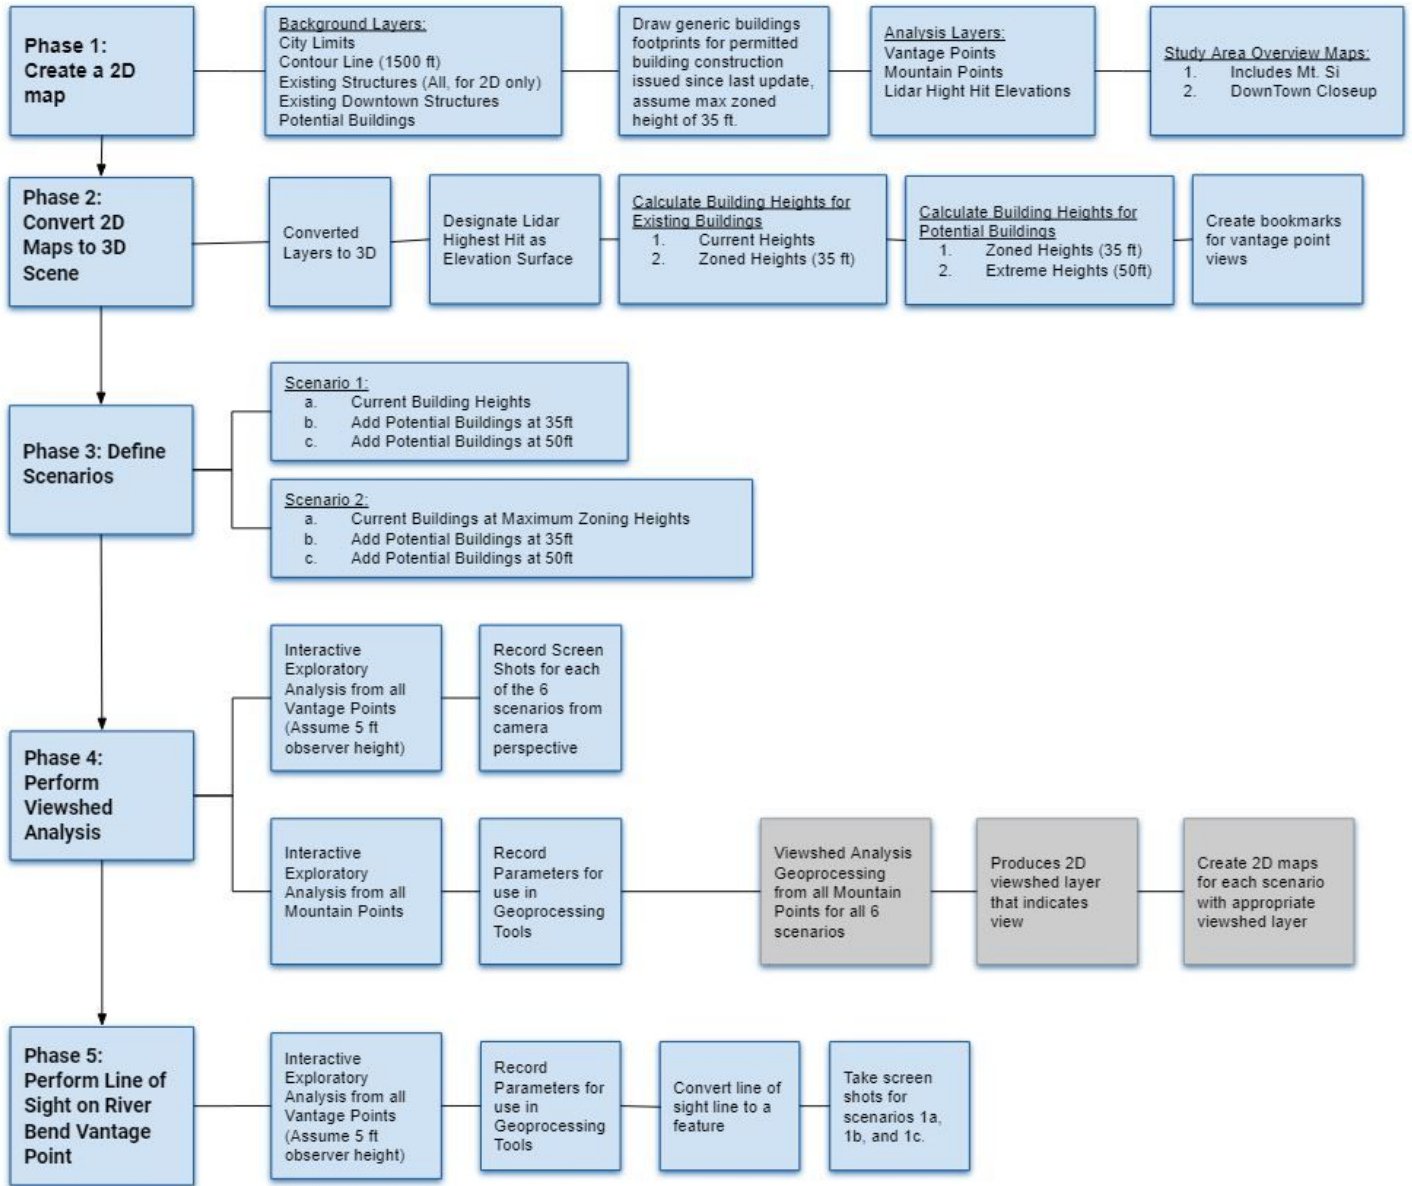 Phase 1:
Create a 2D
map
Background Layers:
City Limits
Contour Line (1500 ft)
Existing Structures (All, for 2D only)
Existing Downtown Structures
Potential Buildings
Draw generic buildings
footprints for permitted
building construction
issued since last update,
assume max zoned
height of 35 ft.
Analysis Layers:
Vantage Points
Mountain Points
Lidar Hight Hit Elevations
Study Area Overview Maps:
1. Includes Mt. Si
2. DownTown Closeup
Phase 2:
Convert 2D
Maps to 3D
Scene
Converted
Layers to 3D
Designate Lidar
Highest Hit as
Elevation Surface
Calculate Building Heights for
Existing Buildings
1. Current Heights
2. Zoned Heights (35 ft)
Calculate Building Heights for
Potential Buildings
1. Zoned Heights (35 ft)
2. Extreme Heights (50ft)
Create bookmarks
for vantage point
views
Phase 3: Define
Scenarios
Scenario 1:
a. Current Building Heights
b. Add Potential Buildings at 35ft
c. Add Potential Buildings at 50ft
Scenario 2:
a. Current Buildings at Maximum Zoning Heights
b. Add Potential Buildings at 35ft
c. Add Potential Buildings at 50ft
Phase 4:
Perform
Viewshed
Analysis
Interactive
Exploratory
Analysis from all
Vantage Points
(Assume 5 ft
observer height)
Record Screen
Shots for each
of the 6
scenarios from
camera
perspective
Interactive
Exploratory
Analysis from all
Mountain Points
Record
Parameters for
use in
Geoprocessing
Tools
Viewshed Analysis
Geoprocessing
from all Mountain
Points for all 6
scenarios
Produces 2D
viewshed layer
that indicates
view
Create 2D maps
for each scenario
with appropriate
viewshed layer
Phase 5:
Perform Line of
Sight on River
Bend Vantage
Point
Interactive
Exploratory
Analysis from all
Vantage Points
(Assume 5 ft
observer height)
Record
Parameters for
use in
Geoprocessing
Tools
Convert line of
sight line to a
feature
Take screen
shots for
scenarios 1a,
1b, and 1c.